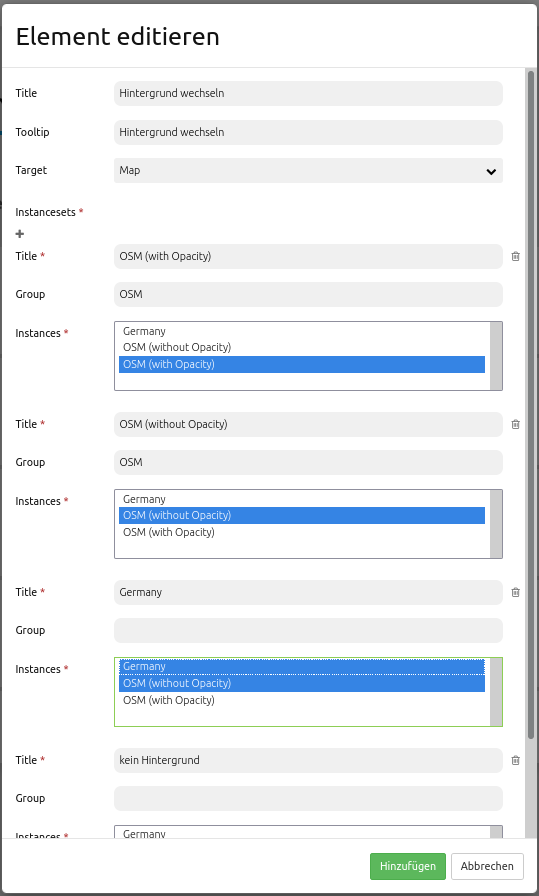 Element editieren
Title Hintergrund wechseln
Tooltip Hintergrund wechseln
Target Map
Instancesets *
+
Title * OSM (with Opacity)
Group OSM
Instances * Germany
OSM (without Opacity)
OSM (with Opacity)
Title * OSM (without Opacity)
Group OSM
Instances * Germany
OSM (without Opacity)
OSM (with Opacity)
Title * Germany
Group
Instances * Germany
OSM (without Opacity)
OSM (with Opacity)
Title * kein Hintergrund
Group
Instances * Germany
Hinzufügen Abbrechen